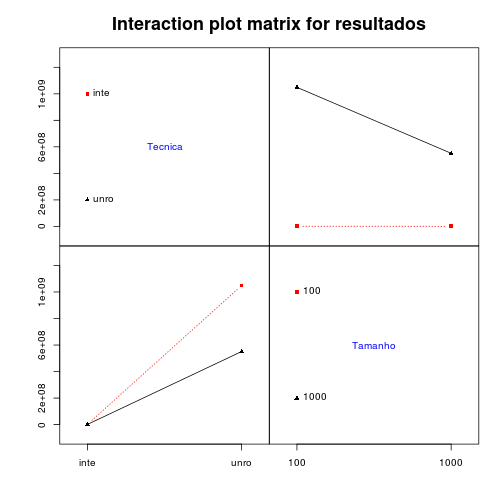 Interaction plot matrix for resultados
1e+09
6e+08
2e+08
0
inte
Tecnica
unro
1e+09
6e+08
2e+08
0
100
Tamanho
1000
inte
unro
100
1000